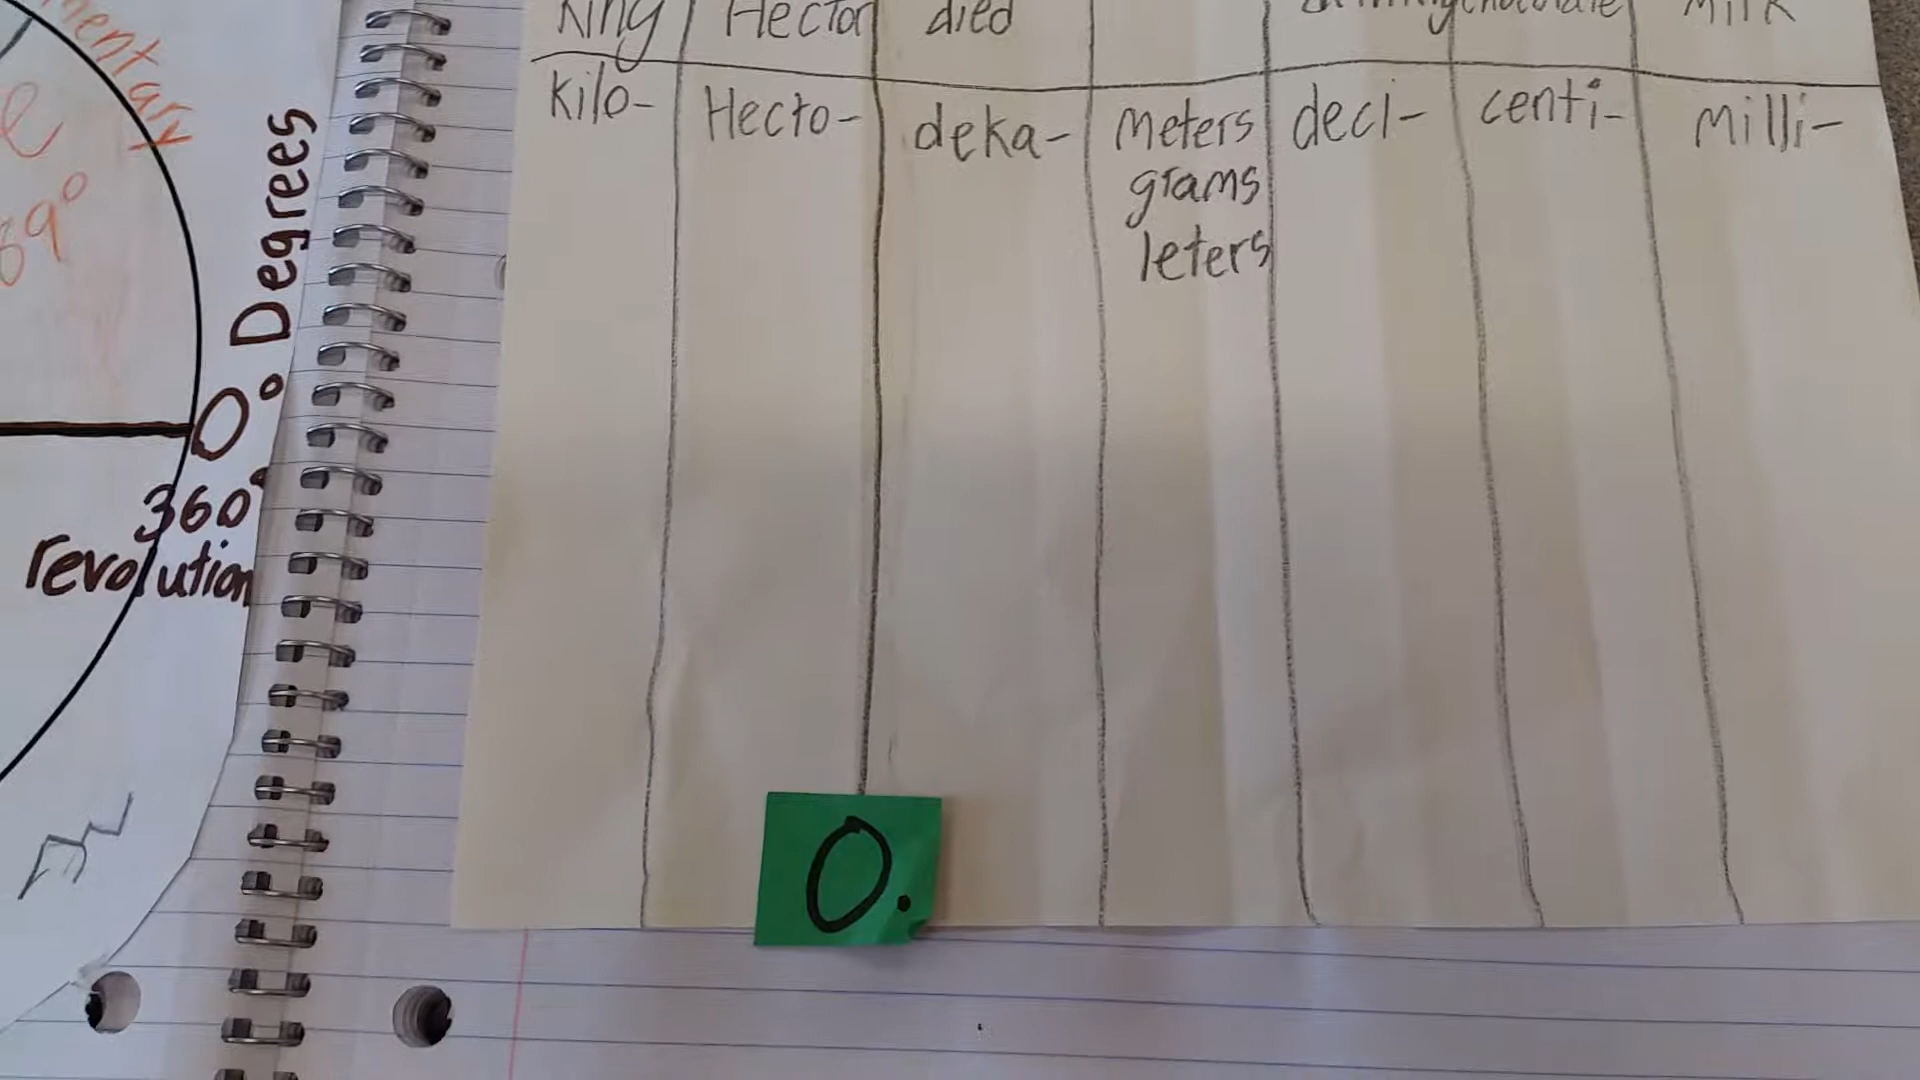 King Hector died chocolate Milk
Kilo- Hecto- deka- Meters deci- centi- Milli-
grams
leters
0.
Degrees
0°
360°
revolution
mentary
e
89°